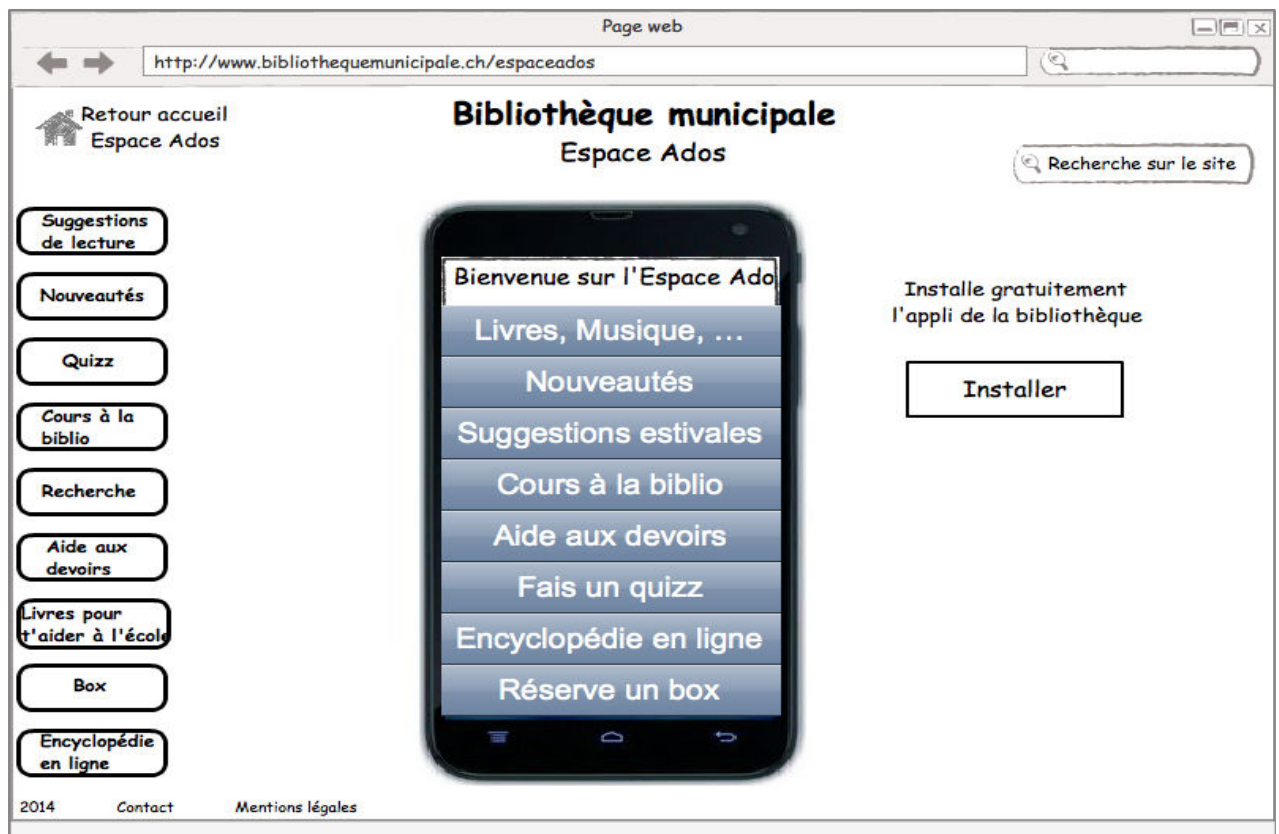 Page web
http://www.bibliothequemunicipale.ch/espaceados
Retour accueil
Espace Ados
Bibliothèque municipale
Espace Ados
Recherche sur le site
Suggestions
de lecture
Nouveautés
Quizz
Cours à la
biblio
Recherche
Aide aux
devoirs
Livres pour
t'aider à l'école
Box
Encyclopédie
en ligne
Bienvenue sur l'Espace Ado
Livres, Musique, ...
Nouveautés
Suggestions estivales
Cours à la biblio
Aide aux devoirs
Fais un quizz
Encyclopédie en ligne
Réserve un box
Installe gratuitement
l'appli de la bibliothèque
Installer
2014 Contact Mentions légales